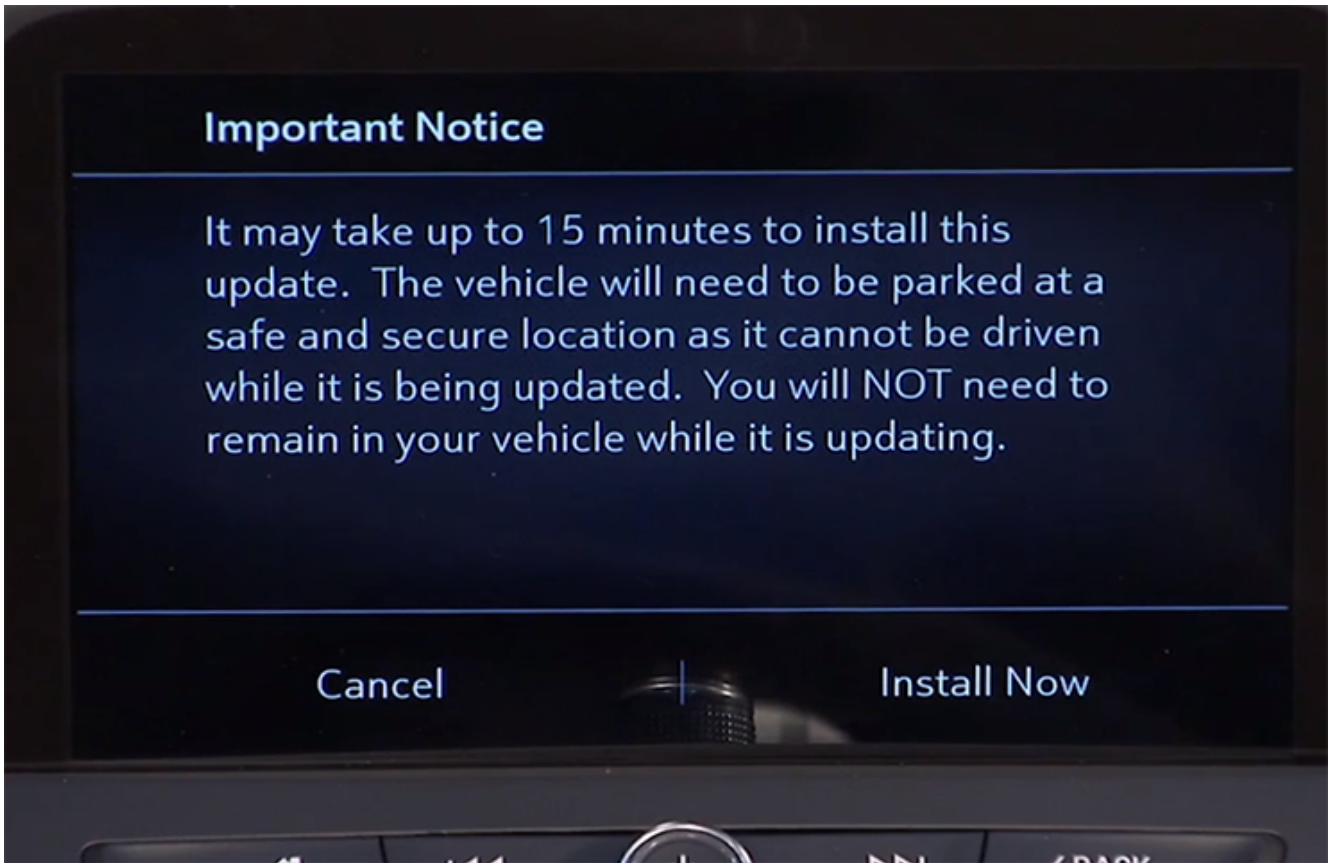 Important Notice
It may take up to 15 minutes to install this
update.  The vehicle will need to be parked at a
safe and secure location as it cannot be driven
while it is being updated.  You will NOT need to
remain in your vehicle while it is updating.
Cancel | Install Now
BACK